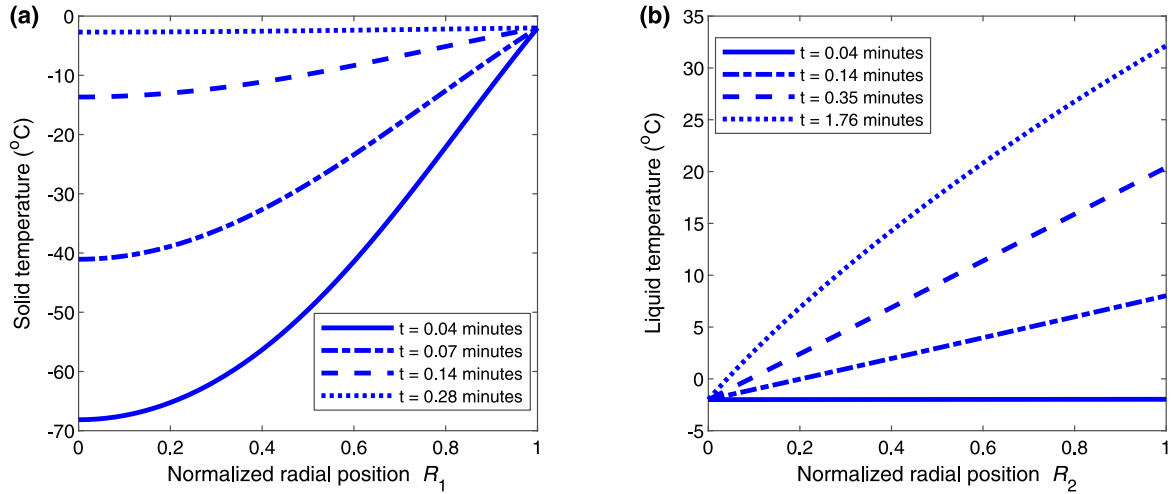 (a)
0
-10
-20
-30
-40
-50
-60
-70
Solid temperature (°C)
t = 0.04 minutes
t = 0.07 minutes
t = 0.14 minutes
t = 0.28 minutes
0
0.2
0.4
0.6
0.8
1
Normalized radial position R1
(b)
35
30
25
20
15
10
5
0
-5
Liquid temperature (°C)
t = 0.04 minutes
t = 0.14 minutes
t = 0.35 minutes
t = 1.76 minutes
0
0.2
0.4
0.6
0.8
1
Normalized radial position R2